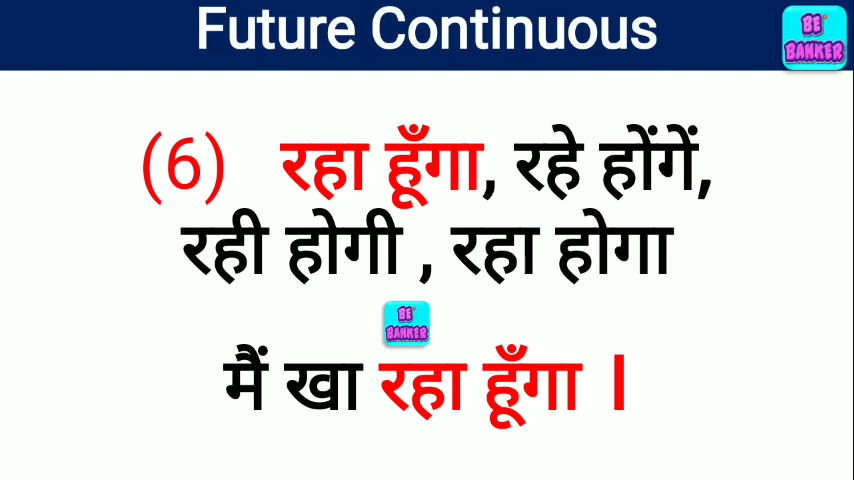 Future Continuous
BE BANKER
(6) रहा हूँगा, रहे होंगें,
रही होगी , रहा होगा
BE BANKER
मैं खा रहा हूँगा ।